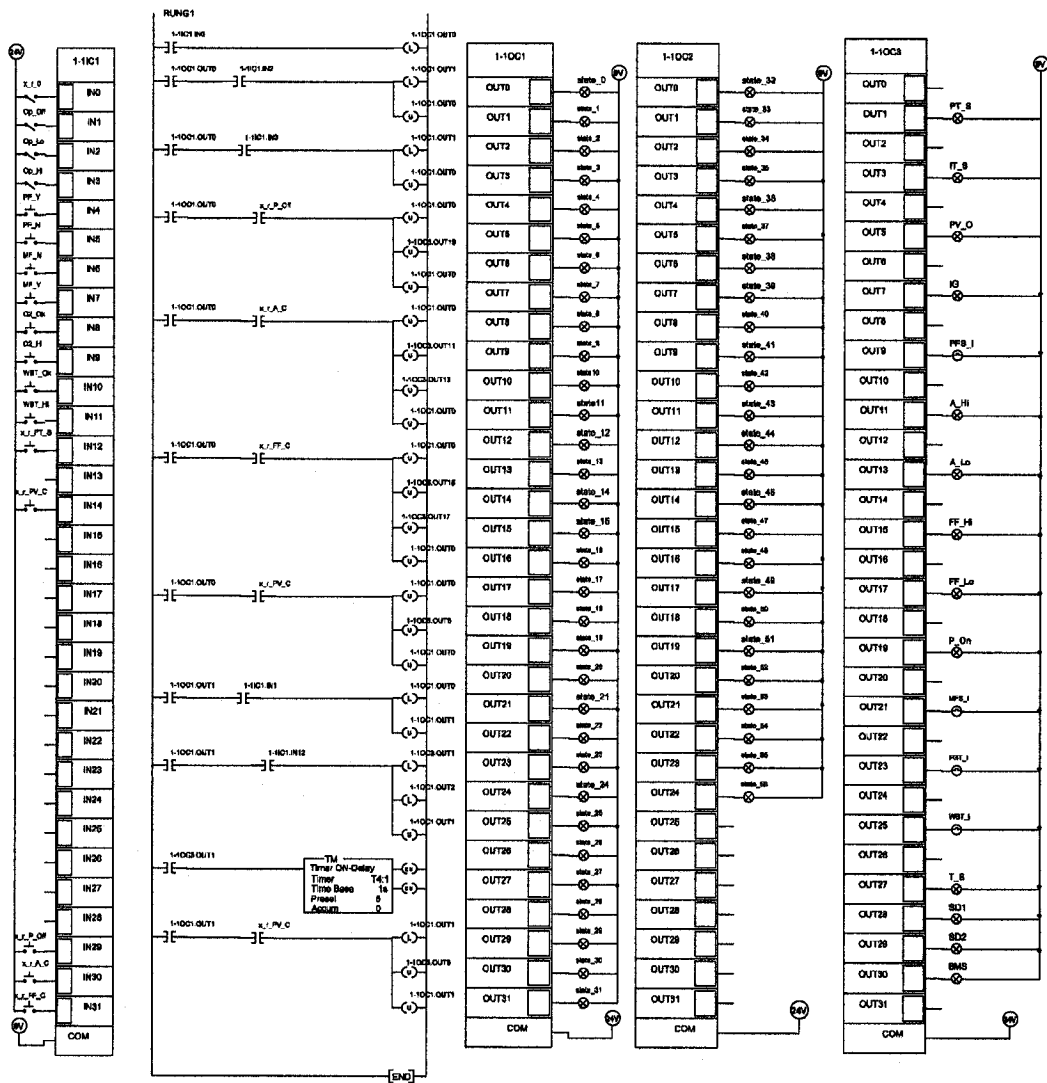 RUNG1
24V
1-1IC1
x_r_0
IN0
Op_Off
IN1
Op_Lo
IN2
Op_Hi
IN3
PF_Y
IN4
PF_N
IN5
MF_N
IN6
MF_Y
IN7
O2_Ok
IN8
O2_H
IN9
WBT_Ok
IN10
WBT_Hi
IN11
x_r_PT_S
IN12
IN13
x_r_PV_C
IN14
IN15
IN16
IN17
IN18
IN19
IN20
IN21
IN22
IN23
IN24
IN25
IN26
IN27
IN28
x_r_P_Off
IN29
x_r_A_C
IN30
x_r_FF_C
IN31
0V
COM
1-1IC1.IN0 1-1OC1.OUT0
L
1-1OC1.OUT0 1-1IC1.IN2 1-1OC1.OUT1
L
1-1OC1.OUT0
U
1-1OC1.OUT0 1-1IC1.IN3 1-1OC1.OUT1
L
1-1OC1.OUT0
U
1-1OC1.OUT0 x_r_P_Off 1-1OC1.OUT0
U
1-1OC3.OUT19
U
1-1OC1.OUT0
U
1-1OC1.OUT0 x_r_A_C 1-1OC1.OUT0
U
1-1OC3.OUT11
U
1-1OC3.OUT13
U
1-1OC1.OUT0
U
1-1OC1.OUT0 x_r_FF_C 1-1OC1.OUT0
U
1-1OC3.OUT15
U
1-1OC3.OUT17
U
1-1OC1.OUT0
U
1-1OC1.OUT0 x_r_PV_C 1-1OC1.OUT0
U
1-1OC3.OUT5
U
1-1OC1.OUT0
U
1-1OC1.OUT1 1-1IC1.IN1 1-1OC1.OUT0
L
1-1OC1.OUT1
U
1-1OC1.OUT1 1-1IC1.IN12 1-1OC3.OUT1
L
1-1OC1.OUT2
L
1-1OC1.OUT1
U
1-1OC3.OUT1
TM
Timer ON-Delay
Timer T4:1
Time Base 1s
Preset 5
Accum 0
1-1OC1.OUT1 x_r_PV_C 1-1OC1.OUT1
L
1-1OC3.OUT5
U
1-1OC1.OUT1
U
END
1-1OC1
0V
OUT0 state_0
OUT1 state_1
OUT2 state_2
OUT3 state_3
OUT4 state_4
OUT5 state_5
OUT6 state_6
OUT7 state_7
OUT8 state_8
OUT9 state_9
OUT10 state10
OUT11 state11
OUT12 state_12
OUT13 state_13
OUT14 state_14
OUT15 state_15
OUT16 state_16
OUT17 state_17
OUT18 state_18
OUT19 state_19
OUT20 state_20
OUT21 state_21
OUT22 state_22
OUT23 state_23
OUT24 state_24
OUT25 state_25
OUT26 state_26
OUT27 state_27
OUT28 state_28
OUT29 state_29
OUT30 state_30
OUT31 state_31
COM
24V
1-1OC2
0V
OUT0 state_32
OUT1 state_33
OUT2 state_34
OUT3 state_35
OUT4 state_36
OUT5 state_37
OUT6 state_38
OUT7 state_39
OUT8 state_40
OUT9 state_41
OUT10 state_42
OUT11 state_43
OUT12 state_44
OUT13 state_45
OUT14 state_46
OUT15 state_47
OUT16 state_48
OUT17 state_49
OUT18 state_50
OUT19 state_51
OUT20 state_52
OUT21 state_53
OUT22 state_54
OUT23 state_55
OUT24 state_56
OUT25
OUT26
OUT27
OUT28
OUT29
OUT30
OUT31
COM
24V
1-1OC3
0V
OUT0
OUT1 PT_S
OUT2
OUT3 IT_S
OUT4
OUT5 PV_O
OUT6
OUT7 IG
OUT8
OUT9 PFS_I
OUT10
OUT11 A_Hi
OUT12
OUT13 A_Lo
OUT14
OUT15 FF_Hi
OUT16
OUT17 FF_Lo
OUT18
OUT19 P_On
OUT20
OUT21 MFS_I
OUT22
OUT23
OUT24
OUT25 WBT_I
OUT26
OUT27 T_S
OUT28 SD1
OUT29 SD2
OUT30 BMS
OUT31
COM
24V